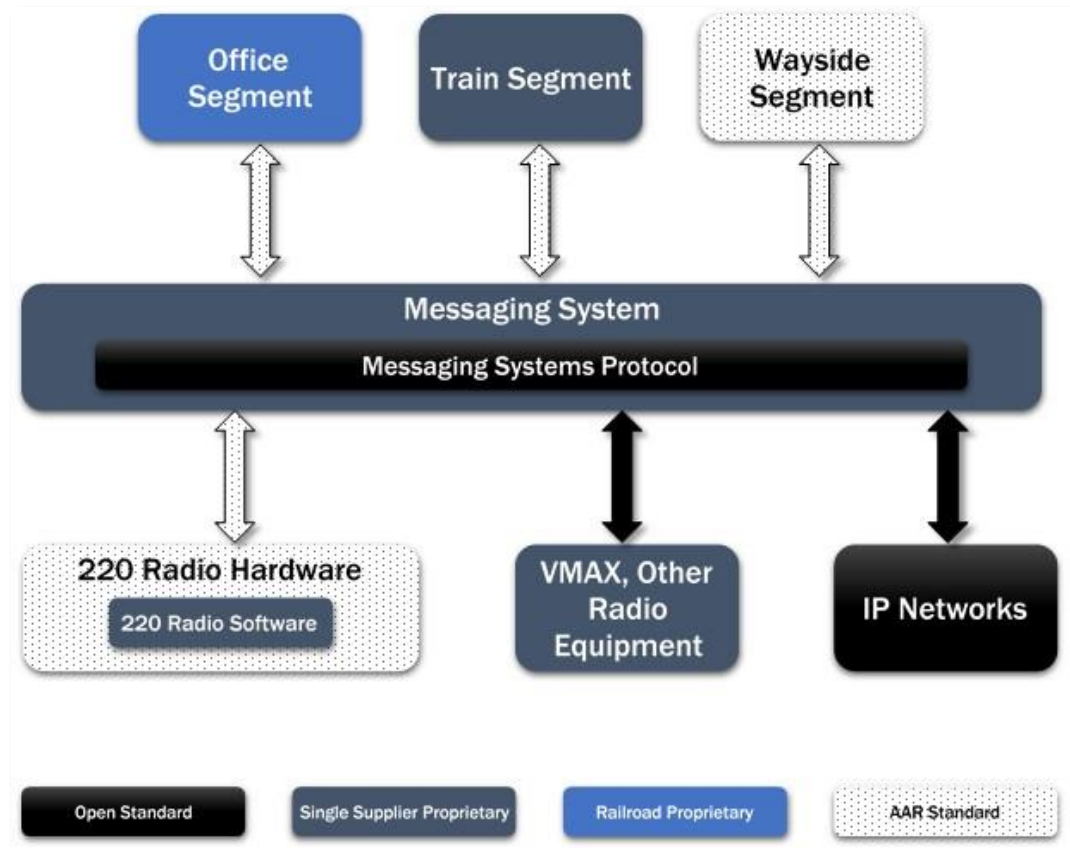 Office
Segment
Train Segment
Wayside
Segment
Messaging System
Messaging Systems Protocol
220 Radio Hardware
220 Radio Software
VMAX, Other
Radio
Equipment
IP Networks
Open Standard
Single Supplier Proprietary
Railroad Proprietary
AAR Standard